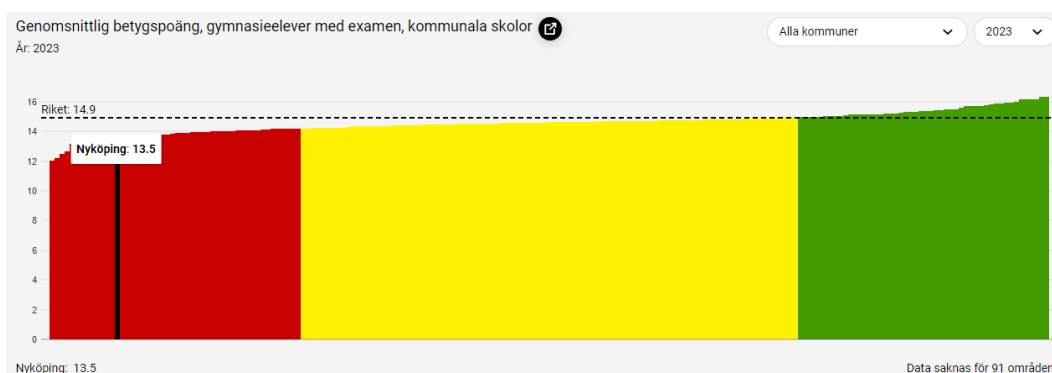 Genomsnittlig betygspoäng, gymnasieelever med examen, kommunala skolor
Alla kommuner
2023
År: 2023
16
Riket: 14.9
14
Nyköping: 13.5
12
10
8
6
4
2
0
Nyköping: 13.5
Data saknas för 91 områden